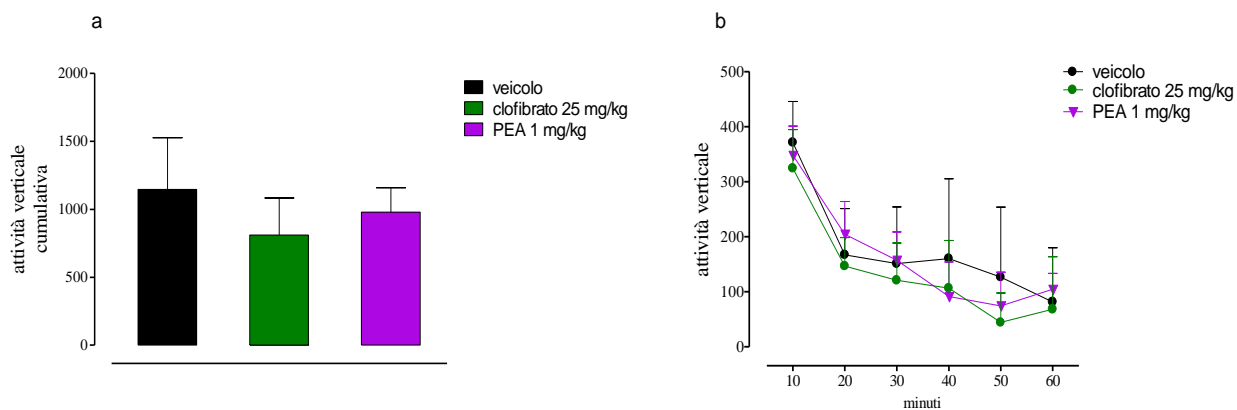 a
attività verticale
cumulativa
2000
1500
1000
500
0
veicolo
clofibrato 25 mg/kg
PEA 1 mg/kg
b
attività verticale
500
400
300
200
100
0
10 20 30 40 50 60
minuti
veicolo
clofibrato 25 mg/kg
PEA 1 mg/kg